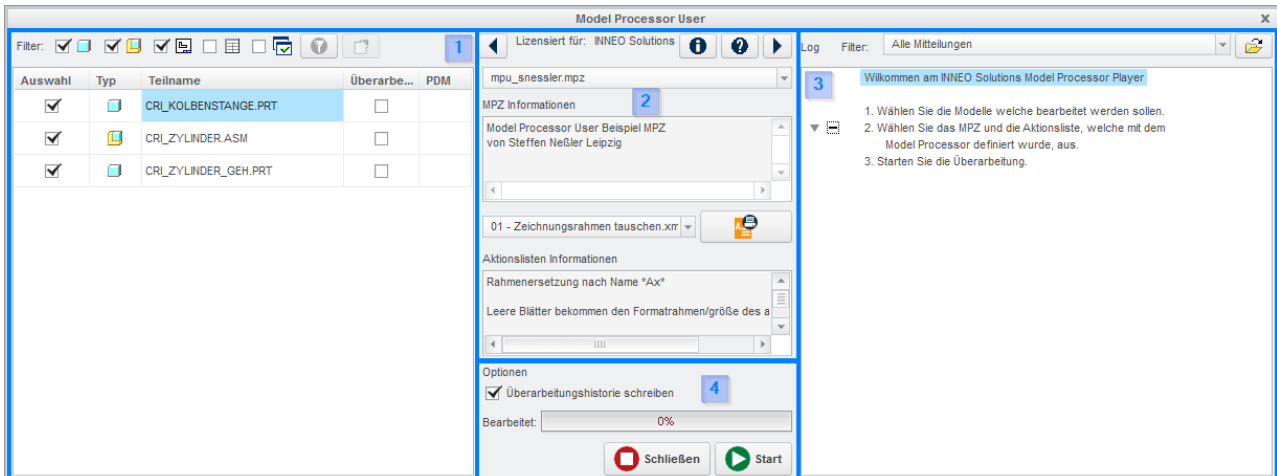 Model Processor User
X
Filter:
1
Auswahl Typ Teilname Überarbe... PDM
CRI_KOLBENSTANGE.PRT
CRI_ZYLINDER.ASM
CRI_ZYLINDER_GEH.PRT
Lizensiert für: INNEO Solutions
mpu_snessler.mpz
MPZ Informationen
2
Model Processor User Beispiel MPZ
von Steffen Neßler Leipzig
01 - Zeichnungsrahmen tauschen.xm
Aktionslisten Informationen
Rahmenersetzung nach Name *Ax*
Leere Blätter bekommen den Formatrahmen/größe des a
Optionen
Überarbeitungshistorie schreiben
4
Bearbeitet: 0%
Schließen Start
Log Filter: Alle Mitteilungen
3
Wilkommen am INNEO Solutions Model Processor Player
1. Wählen Sie die Modelle welche bearbeitet werden sollen.
2. Wählen Sie das MPZ und die Aktionsliste, welche mit dem
Model Processor definiert wurde, aus.
3. Starten Sie die Überarbeitung.